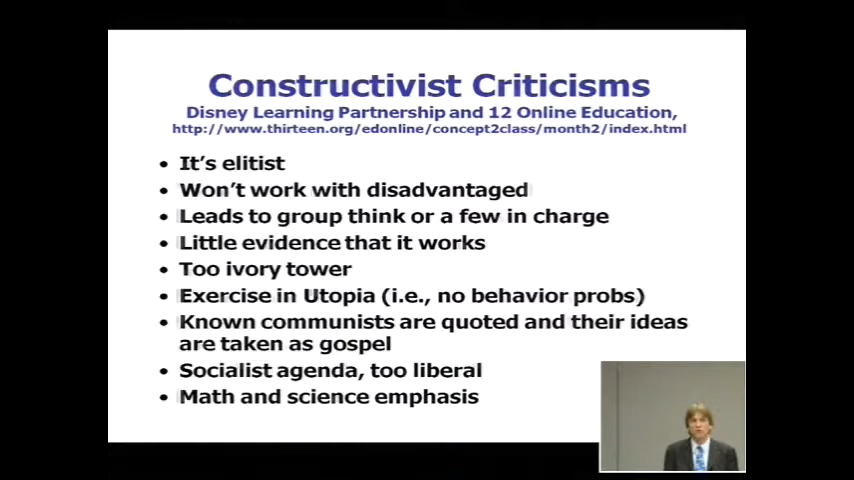 Constructivist Criticisms
Disney Learning Partnership and 12 Online Education,
http://www.thirteen.org/edonline/concept2class/month2/index.html
• It's elitist
• Won't work with disadvantaged
• Leads to group think or a few in charge
• Little evidence that it works
• Too ivory tower
• Exercise in Utopia (i.e., no behavior probs)
• Known communists are quoted and their ideas
are taken as gospel
• Socialist agenda, too liberal
• Math and science emphasis